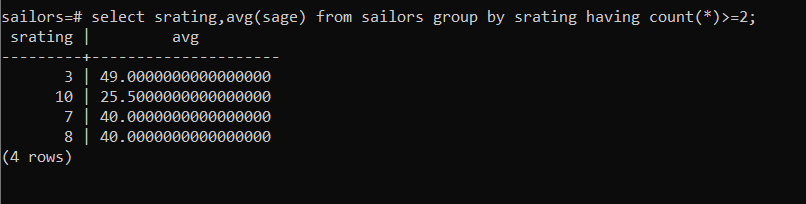 sailors=# select srating,avg(sage) from sailors group by srating having count(*)>=2;
 srating |         avg
---------+---------------------
       3 | 49.0000000000000000
      10 | 25.5000000000000000
       7 | 40.0000000000000000
       8 | 40.0000000000000000
(4 rows)